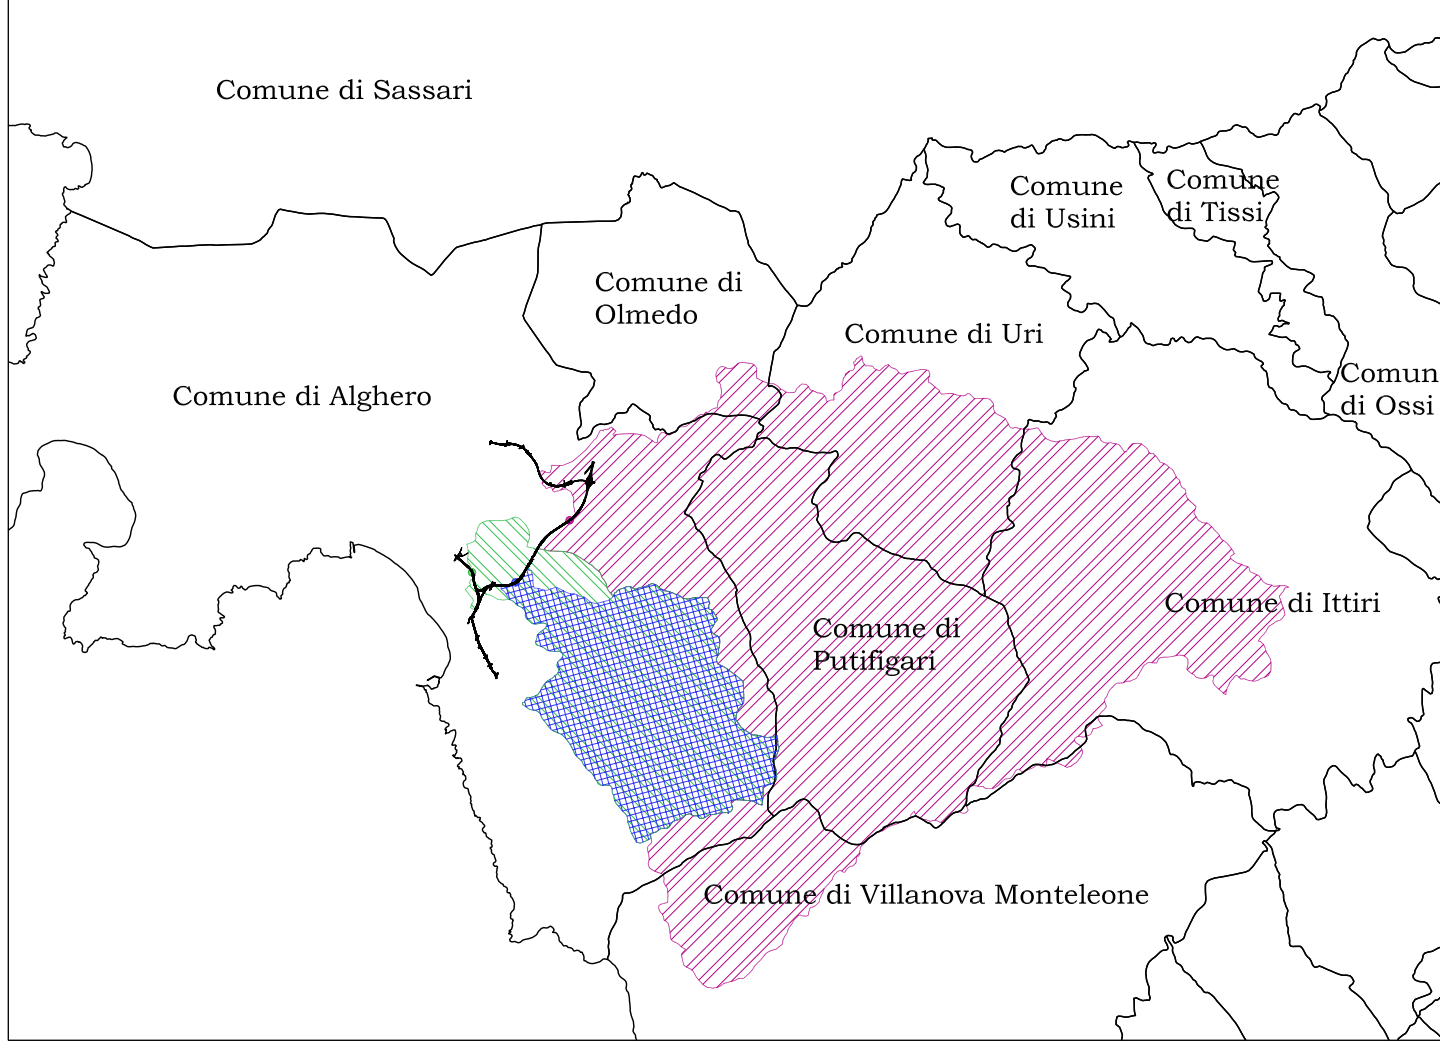 Comune di Sassari
Comune
di Usini
Comune
di Tissi
Comune di
Olmedo
Comune di Uri
Comun
di Ossi
Comune di Alghero
Comune di Ittiri
Comune di
Putifigari
Comune di Villanova Monteleone